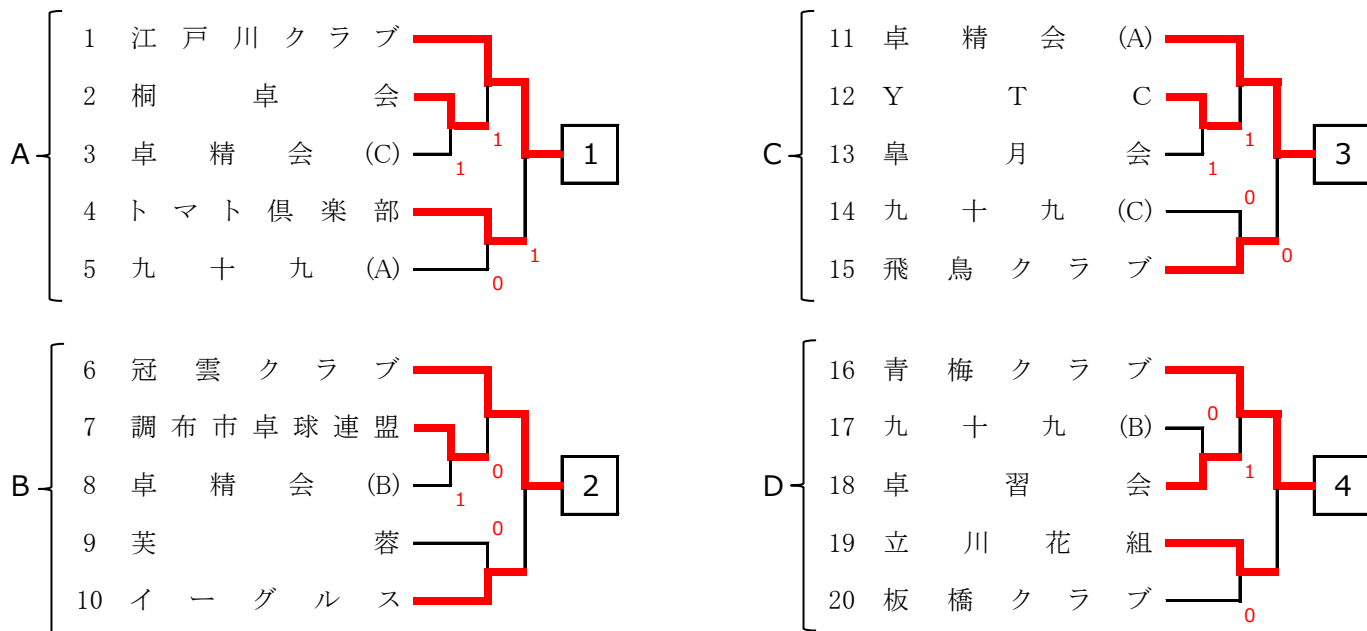 A
1 江戸川クラブ
2 桐卓会
1
3 卓精会(C)
1
1
4 トマト倶楽部
1
5 九十九(A)
0
B
6 冠雲クラブ
7 調布市卓球連盟
0
8 卓精会(B)
1
2
0
9 芙蓉
10 イーグルス
C
11 卓精会(A)
12 YTC
1
13 皐月会
1
3
0
14 九十九(C)
0
15 飛鳥クラブ
D
16 青梅クラブ
0
17 九十九(B)
1
18 卓習会
4
19 立川花組
20 板橋クラブ
0